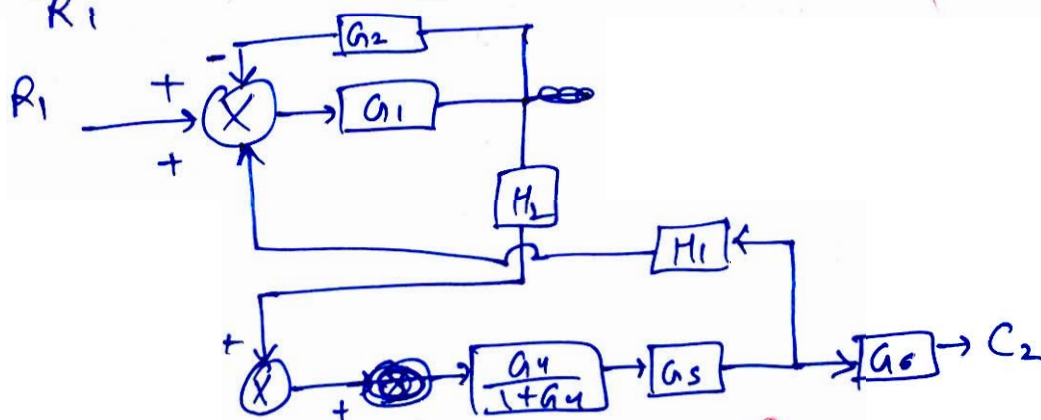 R1
G2
-
R1
+
X
G1
+
H2
H1
+
X
+
G4
1+G4
G5
G6
C2